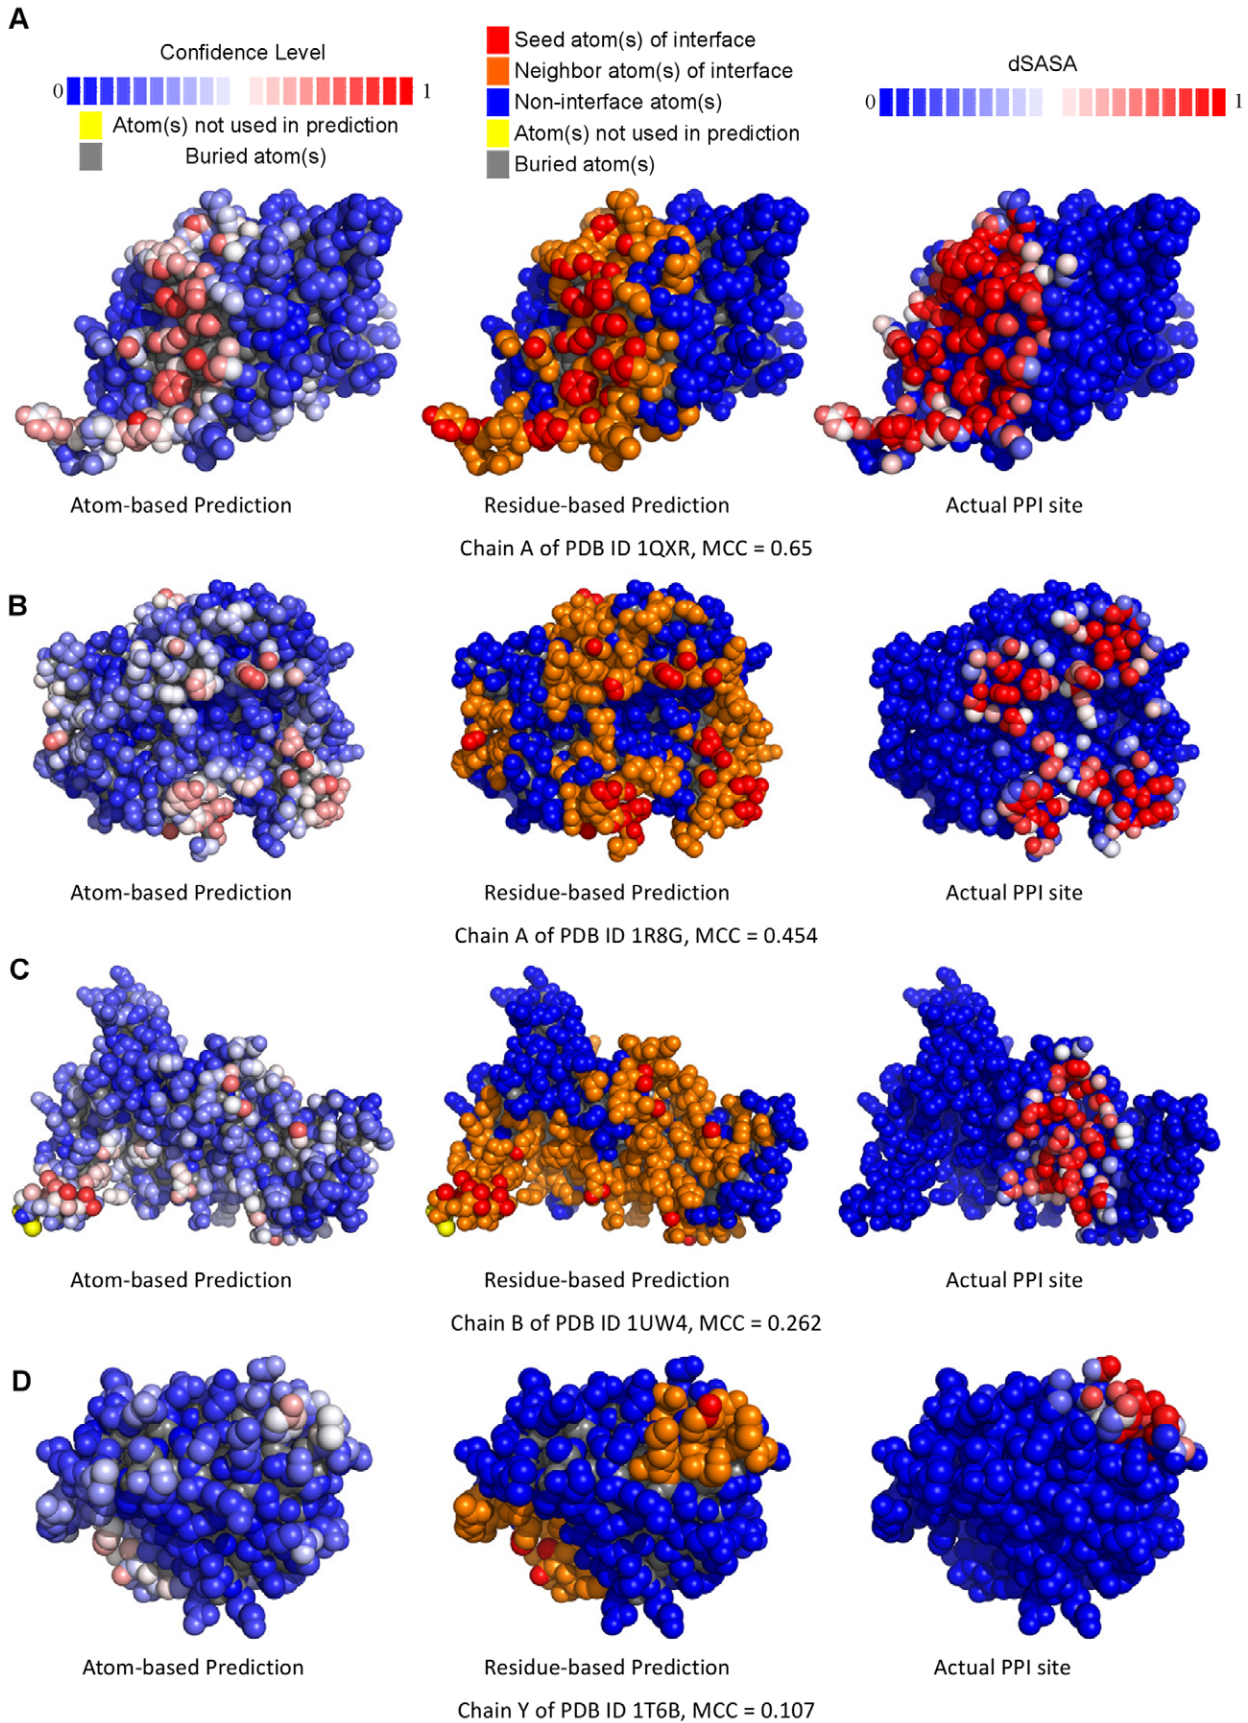 A
Confidence Level
0 1
Atom(s) not used in prediction
Buried atom(s)
Seed atom(s) of interface
Neighbor atom(s) of interface
Non-interface atom(s)
Atom(s) not used in prediction
Buried atom(s)
dSASA
0 1
Atom-based Prediction
Residue-based Prediction
Actual PPI site
Chain A of PDB ID 1QXR, MCC = 0.65
B
Atom-based Prediction
Residue-based Prediction
Actual PPI site
Chain A of PDB ID 1R8G, MCC = 0.454
C
Atom-based Prediction
Residue-based Prediction
Actual PPI site
Chain B of PDB ID 1UW4, MCC = 0.262
D
Atom-based Prediction
Residue-based Prediction
Actual PPI site
Chain Y of PDB ID 1T6B, MCC = 0.107